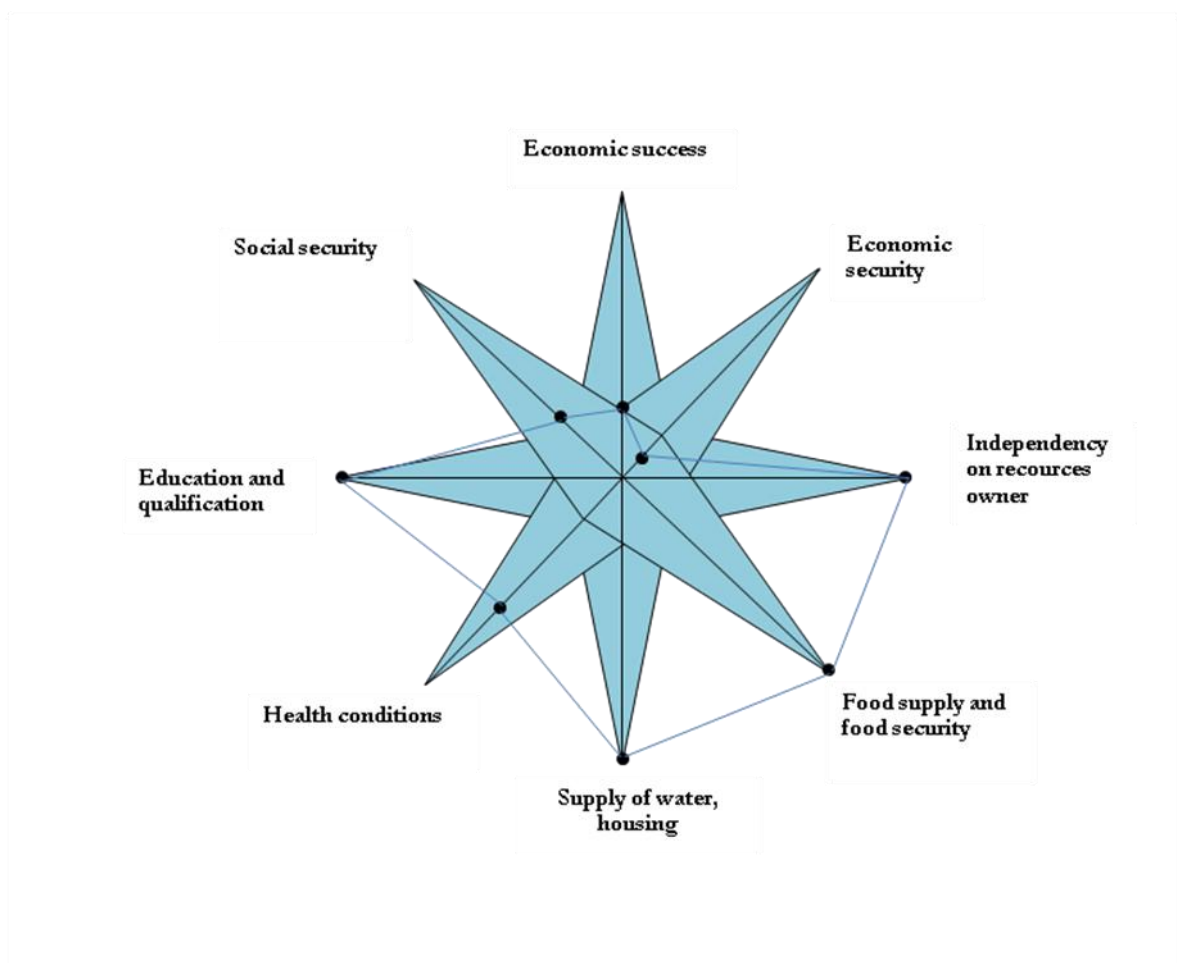 Economic success
Social security
Economic
security
Independency
on recources
owner
Education and
qualification
Food supply and
food security
Health conditions
Supply of water,
housing